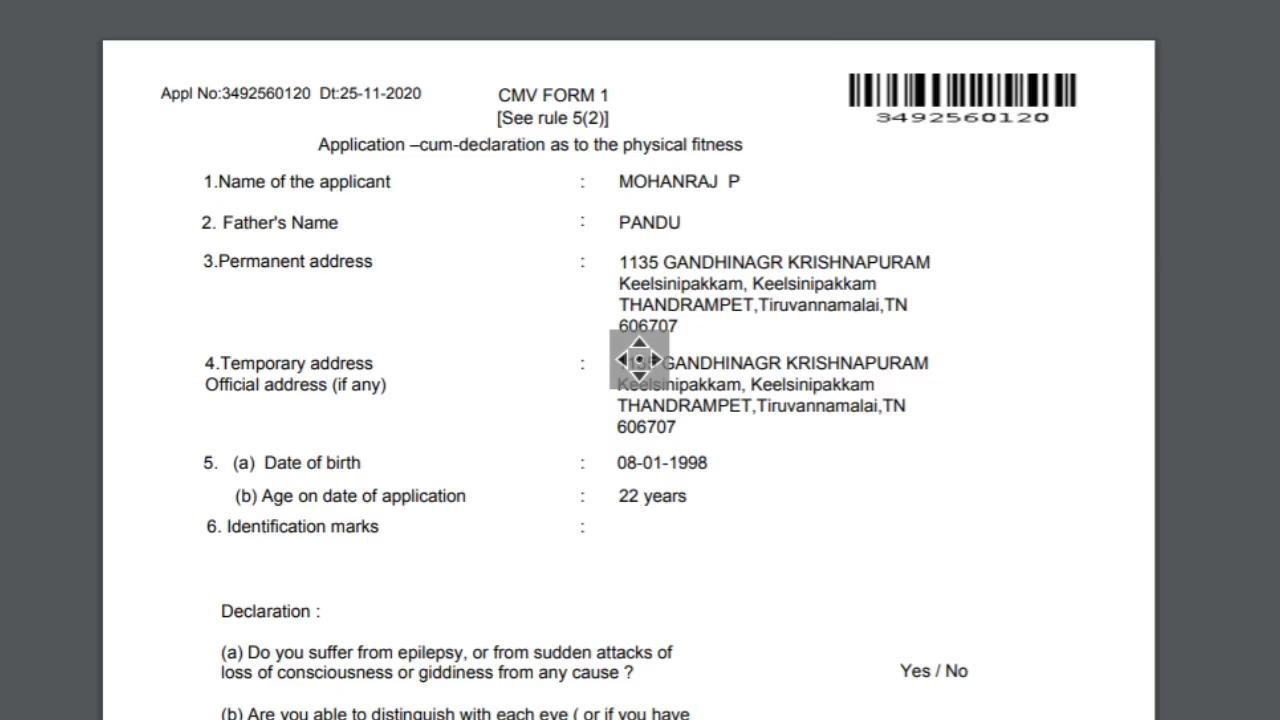 Appl No:3492560120 Dt:25-11-2020
CMV FORM 1
3492560120
[See rule 5(2)]
Application –cum-declaration as to the physical fitness
1.Name of the applicant : MOHANRAJ P
2. Father's Name : PANDU
3.Permanent address : 1135 GANDHINAGR KRISHNAPURAM
Keelsinipakkam, Keelsinipakkam
THANDRAMPET,Tiruvannamalai,TN
606707
4.Temporary address : 1135 GANDHINAGR KRISHNAPURAM
Official address (if any) Keelsinipakkam, Keelsinipakkam
THANDRAMPET,Tiruvannamalai,TN
606707
5. (a) Date of birth : 08-01-1998
(b) Age on date of application : 22 years
6. Identification marks :
Declaration :
(a) Do you suffer from epilepsy, or from sudden attacks of
loss of consciousness or giddiness from any cause ? Yes / No
(b) Are you able to distinguish with each eye ( or if you have